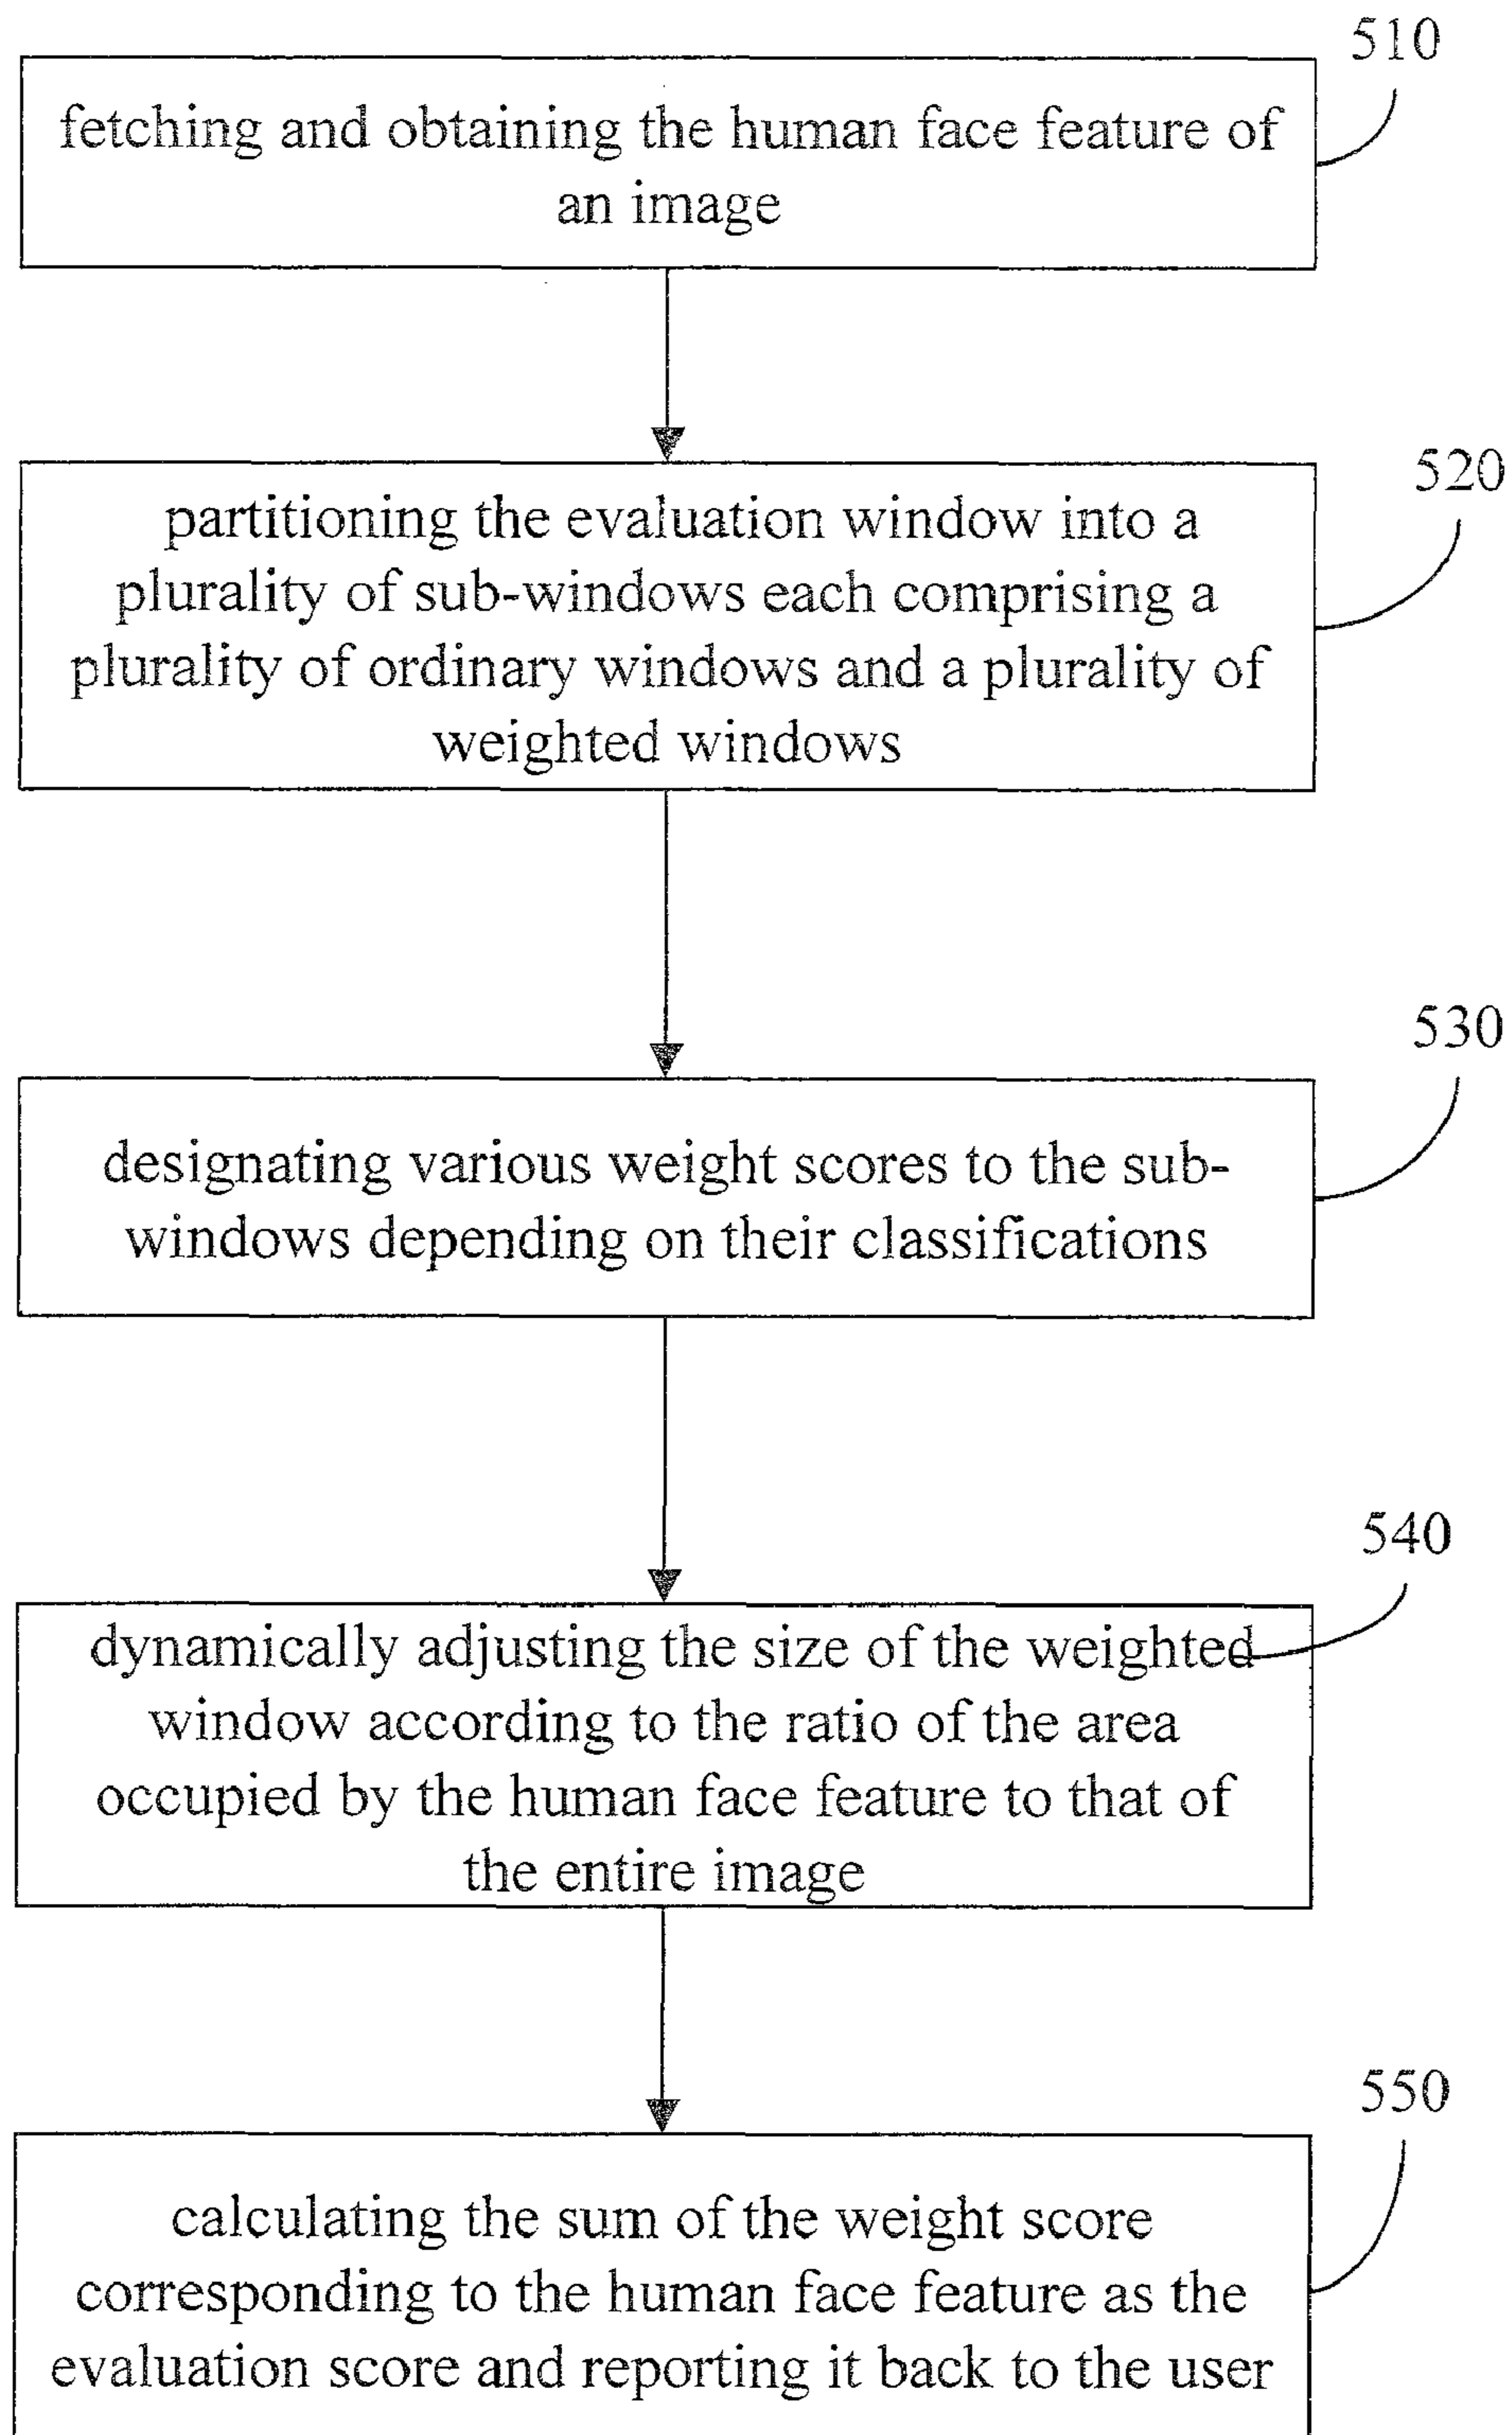 510
fetching and obtaining the human face feature of
an image
520
partitioning the evaluation window into a
plurality of sub-windows each comprising a
plurality of ordinary windows and a plurality of
weighted windows
530
designating various weight scores to the sub-
windows depending on their classifications
540
dynamically adjusting the size of the weighted
window according to the ratio of the area
occupied by the human face feature to that of
the entire image
550
calculating the sum of the weight score
corresponding to the human face feature as the
evaluation score and reporting it back to the user